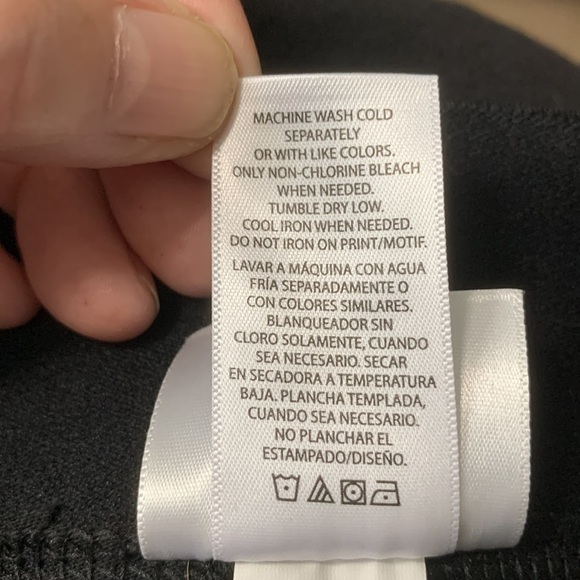 MACHINE WASH COLD
SEPARATELY
OR WITH LIKE COLORS.
ONLY NON-CHLORINE BLEACH
WHEN NEEDED.
TUMBLE DRY LOW.
COOL IRON WHEN NEEDED.
DO NOT IRON ON PRINT/MOTIF.
LAVAR A MÁQUINA CON AGUA
FRÍA SEPARADAMENTE O
CON COLORES SIMILARES.
BLANQUEADOR SIN
CLORO SOLAMENTE, CUANDO
SEA NECESARIO. SECAR
EN SECADORA A TEMPERATURA
BAJA. PLANCHA TEMPLADA,
CUANDO SEA NECESARIO.
NO PLANCHAR EL
ESTAMPADO/DISEÑO.